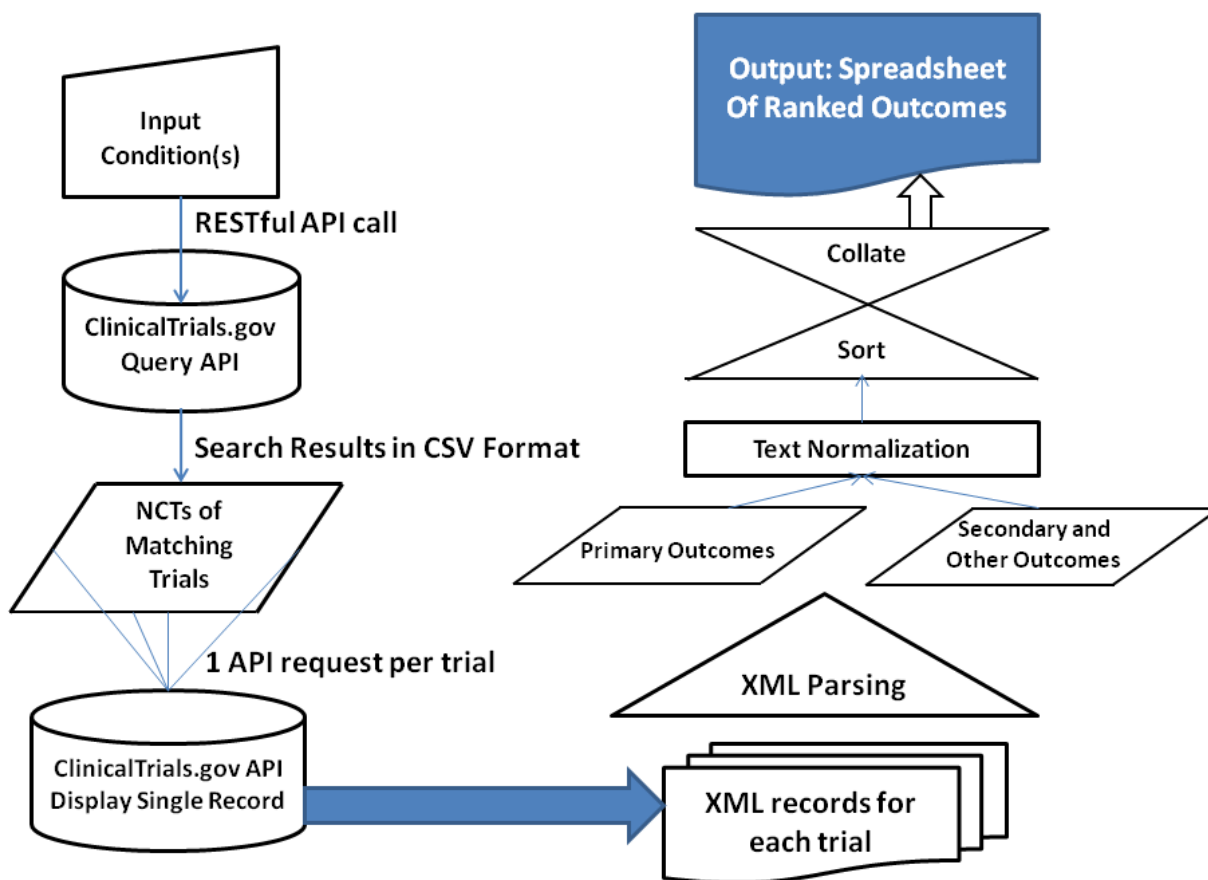 Input
Condition(s)
RESTful API call
ClinicalTrials.gov
Query API
Search Results in CSV Format
NCTs of
Matching
Trials
1 API request per trial
ClinicalTrials.gov API
Display Single Record
XML records for
each trial
XML Parsing
Primary Outcomes
Secondary and
Other Outcomes
Text Normalization
Sort
Collate
Output: Spreadsheet
Of Ranked Outcomes